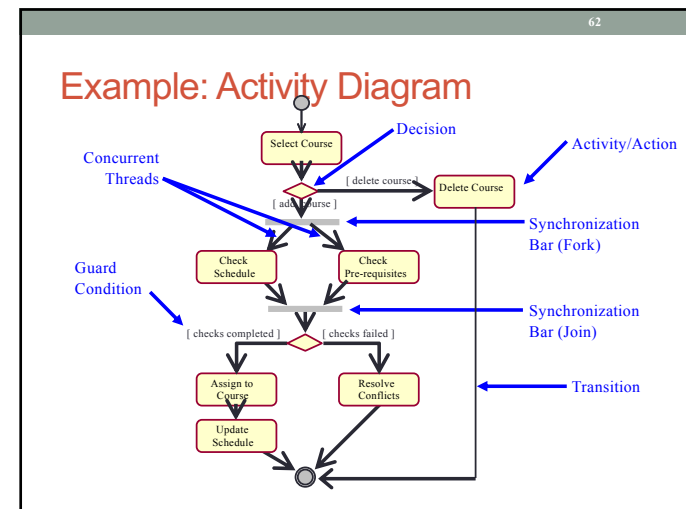 62
Example: Activity Diagram
Decision
Select Course
Activity/Action
Concurrent
Threads
[ delete course ]
Delete Course
[ add course ]
Synchronization
Bar (Fork)
Check
Schedule
Check
Pre-requisites
Guard
Condition
Synchronization
Bar (Join)
[ checks completed ]
[ checks failed ]
Assign to
Course
Resolve
Conflicts
Transition
Update
Schedule